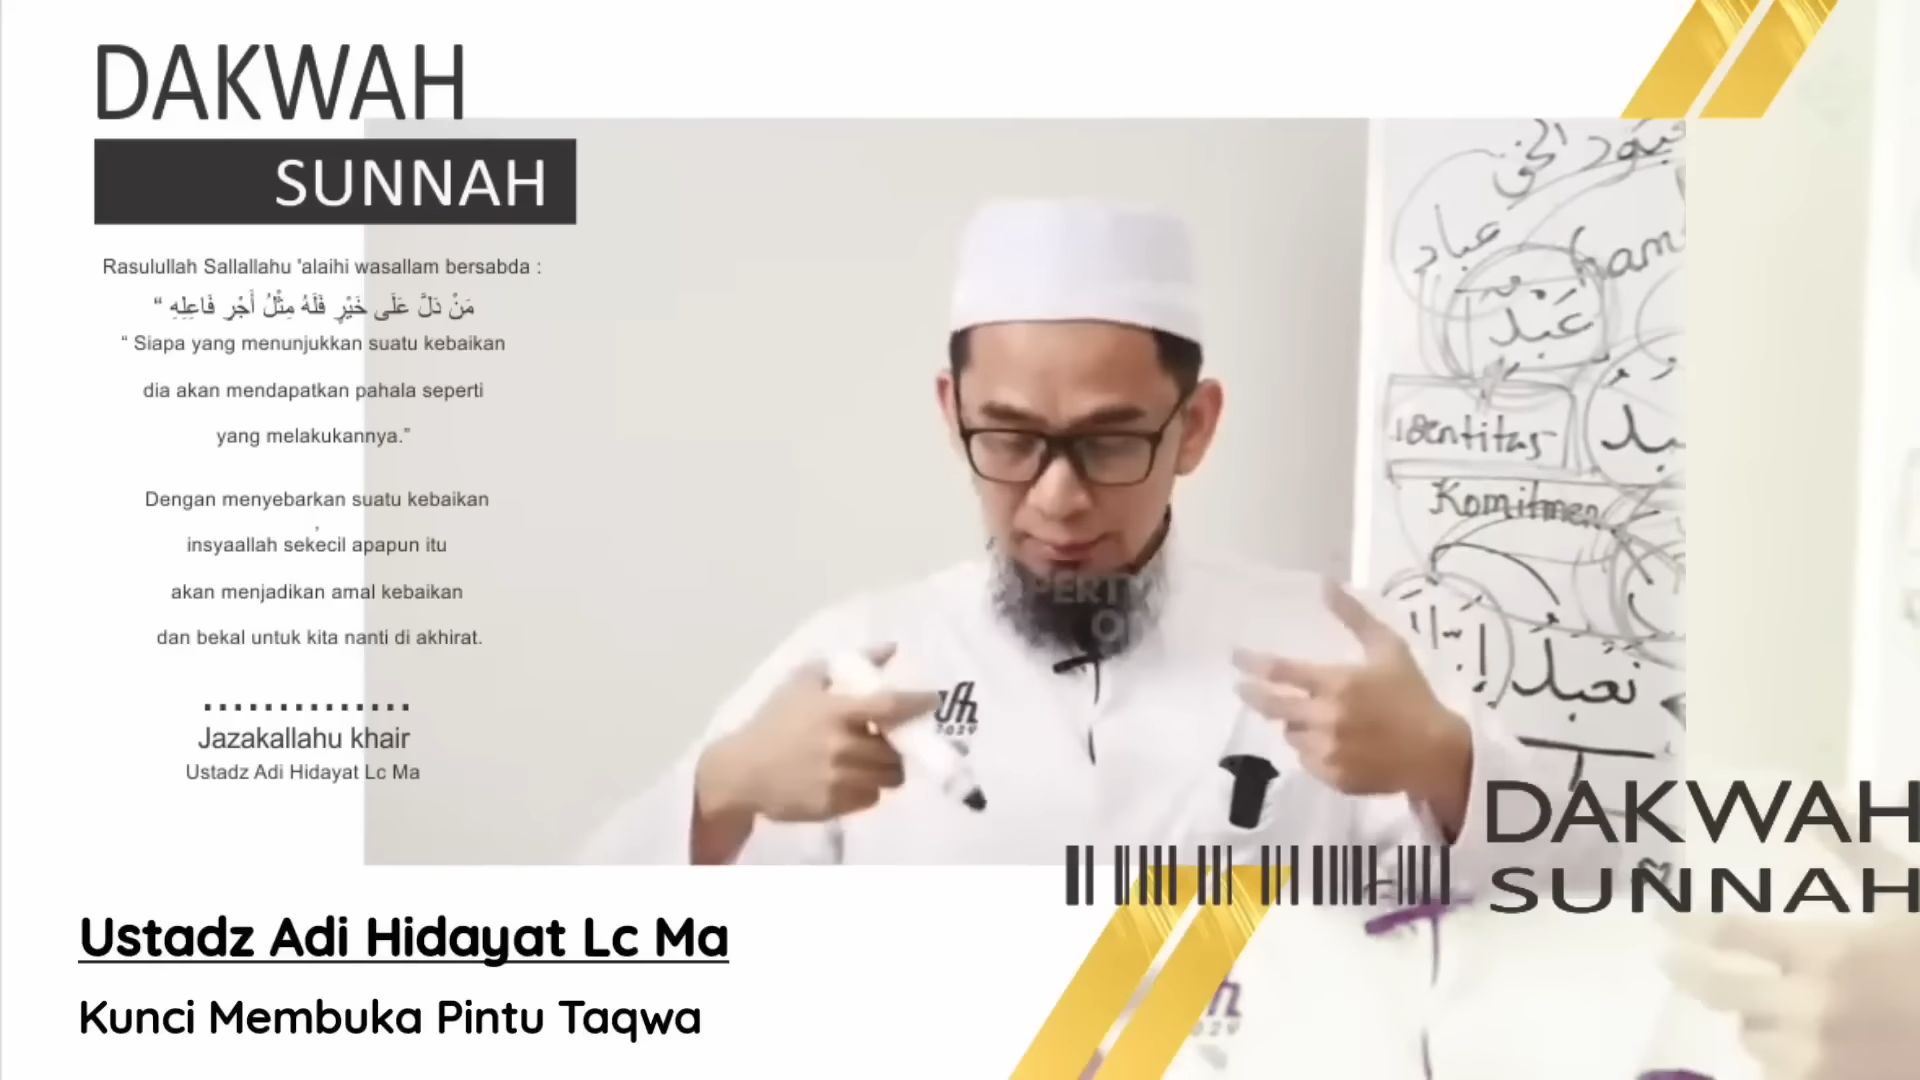 DAKWAH
SUNNAH
Rasulullah Sallallahu 'alaihi wasallam bersabda :
مَنْ دَلَّ عَلَى خَيْرٍ فَلَهُ مِثْلُ أَجْرِ فَاعِلِهِ “
“ Siapa yang menunjukkan suatu kebaikan
dia akan mendapatkan pahala seperti
yang melakukannya.”
Dengan menyebarkan suatu kebaikan
insyaallah sekecil apapun itu
akan menjadikan amal kebaikan
dan bekal untuk kita nanti di akhirat.
..............
Jazakallahu khair
Ustadz Adi Hidayat Lc Ma
عباد
ham
عَبْد
identitas
Komitmen
نَعْبُدُ
2029
DAKWAH
SUNNAH
Ustadz Adi Hidayat Lc Ma
Kunci Membuka Pintu Taqwa